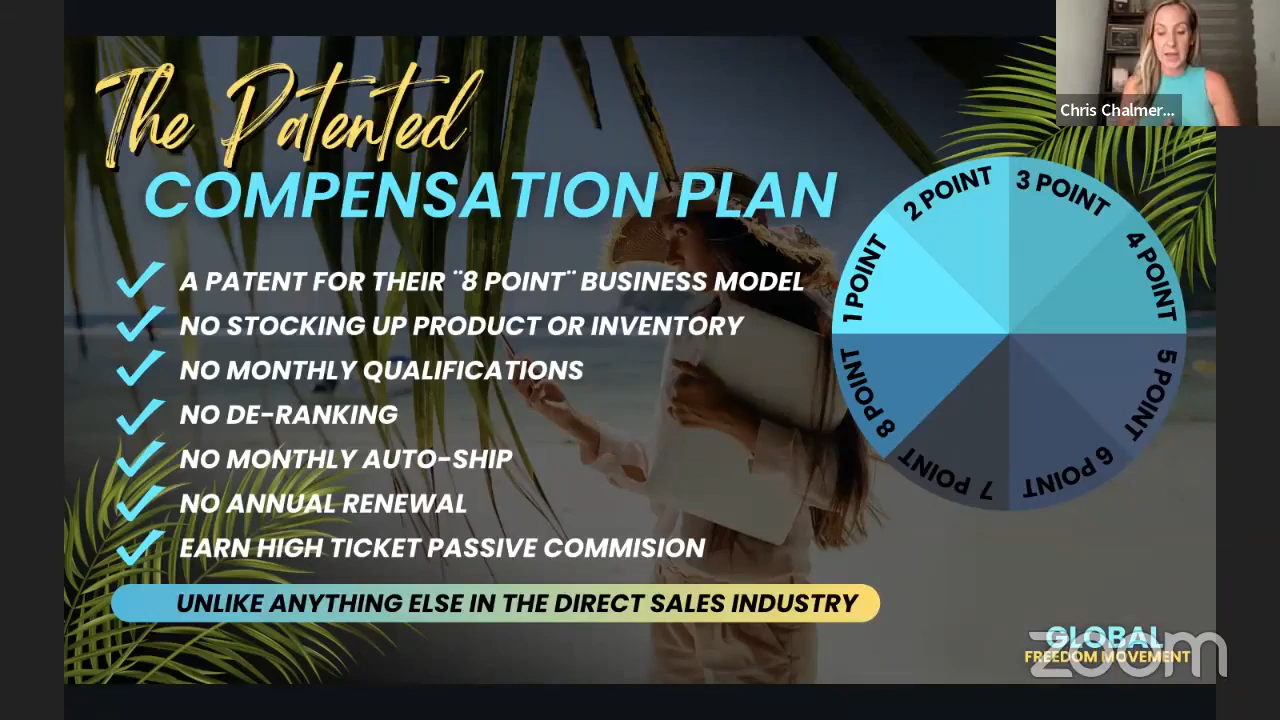 The Patented
COMPENSATION PLAN
A PATENT FOR THEIR ¨8 POINT¨ BUSINESS MODEL
NO STOCKING UP PRODUCT OR INVENTORY
NO MONTHLY QUALIFICATIONS
NO DE-RANKING
NO MONTHLY AUTO-SHIP
NO ANNUAL RENEWAL
EARN HIGH TICKET PASSIVE COMMISION
UNLIKE ANYTHING ELSE IN THE DIRECT SALES INDUSTRY
1 POINT
2 POINT
3 POINT
4 POINT
5 POINT
6 POINT
7 POINT
8 POINT
Chris Chalmer...
GLOBAL
FREEDOM MOVEMENT
zoom